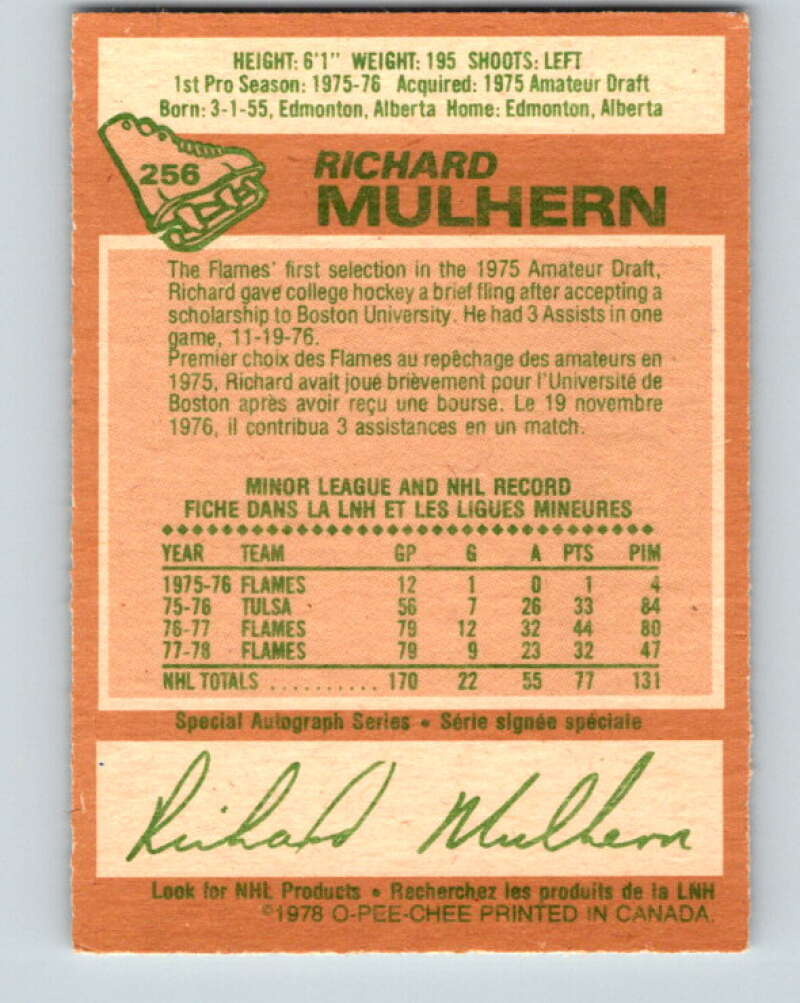 HEIGHT: 6'1" WEIGHT: 195 SHOOTS: LEFT
1st Pro Season: 1975-76 Acquired: 1975 Amateur Draft
Born: 3-1-55, Edmonton, Alberta Home: Edmonton, Alberta
256
RICHARD
MULHERN
The Flames' first selection in the 1975 Amateur Draft,
Richard gave college hockey a brief fling after accepting a
scholarship to Boston University. He had 3 Assists in one
game, 11-19-76.
Premier choix des Flames au repêchage des amateurs en
1975, Richard avait joué brièvement pour l'Université de
Boston après avoir reçu une bourse. Le 19 novembre
1976, il contribua 3 assistances en un match.
MINOR LEAGUE AND NHL RECORD
FICHE DANS LA LNH ET LES LIGUES MINEURES
YEAR TEAM GP G A PTS PIM
1975-76 FLAMES 12 1 0 1 4
75-76 TULSA 56 7 26 33 84
76-77 FLAMES 79 12 32 44 80
77-78 FLAMES 79 9 23 32 47
NHL TOTALS .......... 170 22 55 77 131
Special Autograph Series • Série signée spéciale
Richard Mulhern
Look for NHL Products • Recherchez les produits de la LNH
©1978 O-PEE-CHEE PRINTED IN CANADA.